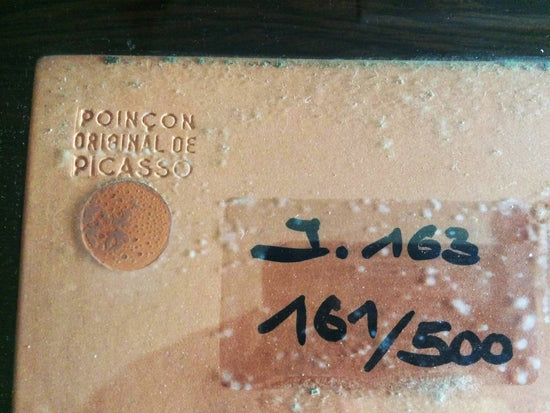 POINÇON
ORIGINAL DE
PICASSO
J. 163
161/500